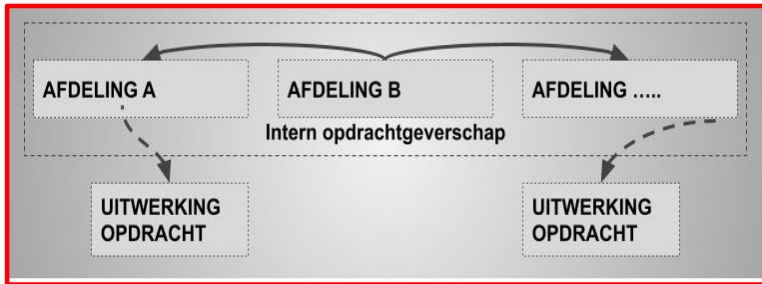 AFDELING A
AFDELING B
AFDELING .....
Intern opdrachtgeverschap
UITWERKING
OPDRACHT
UITWERKING
OPDRACHT